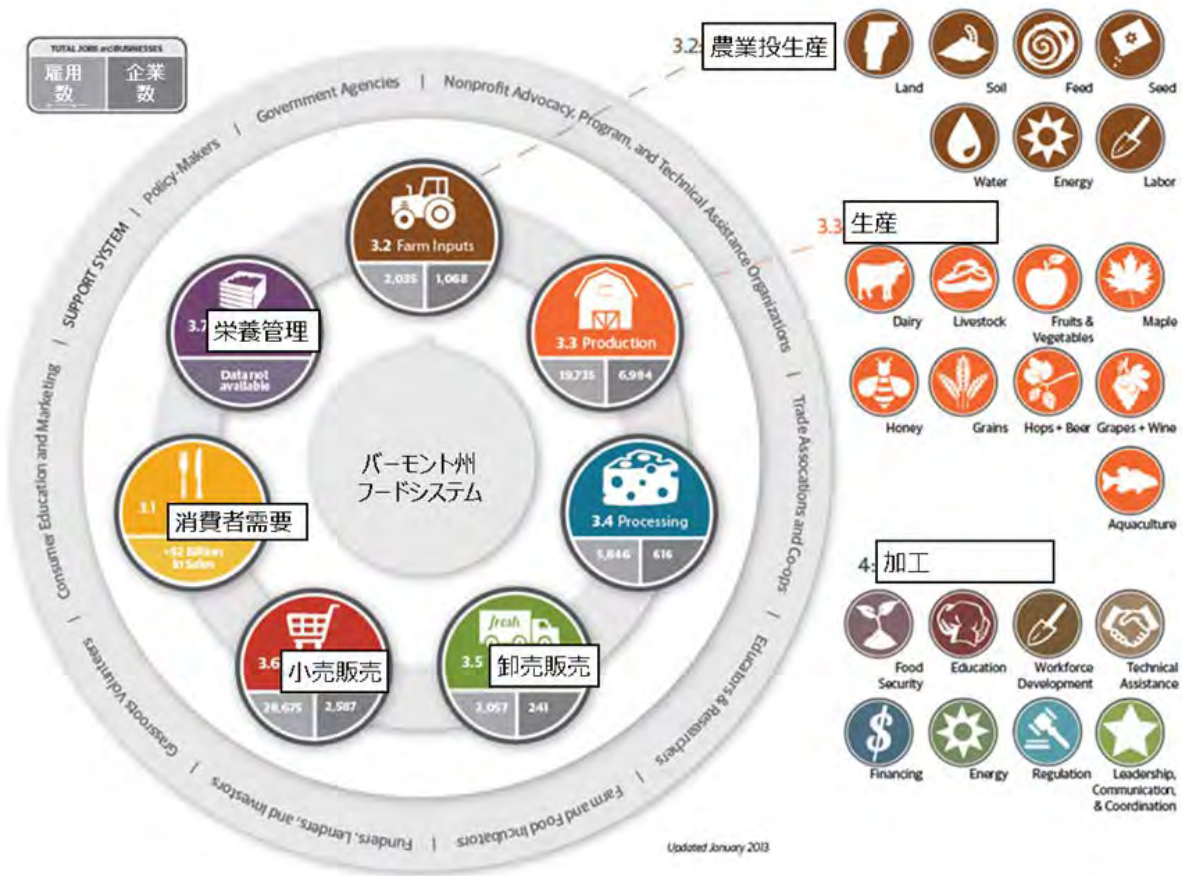 TOTAL JOBS and BUSINESSES
雇用
数
企業
数
SUPPORT SYSTEM | Policy-Makers | Government Agencies | Nonprofit Advocacy, Program, and Technical Assistance Organizations | Trade Assocations and Co-ops | Educators & Researchers | Farm and Food Incubators | Funders, Lenders, and Investors | Grassroots Volunteers | Consumer Education and Marketing |
3.2 Farm Inputs
2,035 1,068
3.3 Production
19,735 6,984
3.4 Processing
5,846 616
fresh
3.5 卸売販売
2,057 241
3.6 小売販売
28,675 2,587
3.1
消費者需要
>$2 Billion
in Sales
3.7
栄養管理
Data not
available
バーモント州
フードシステム
3.2: 農業投生産
Land Soil Feed Seed
Water Energy Labor
3.3 生産
Dairy Livestock Fruits &
Vegetables Maple
Honey Grains Hops + Beer Grapes + Wine
Aquaculture
4: 加工
Food
Security Education Workforce
Development Technical
Assistance
Financing Energy Regulation Leadership,
Communication,
& Coordination
Updated January 2013